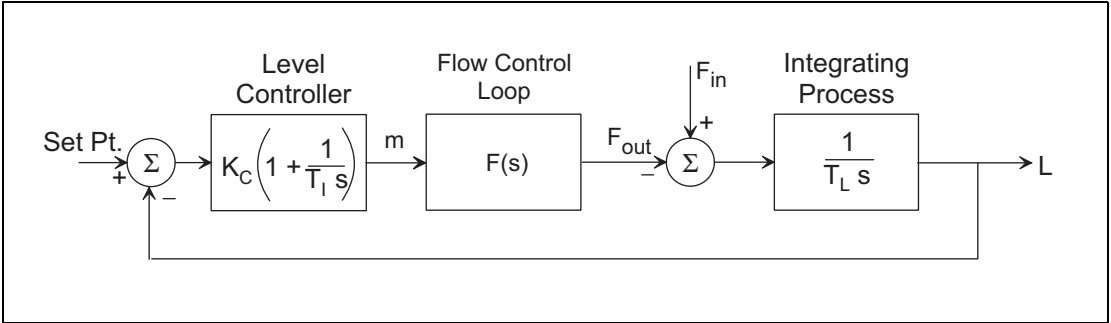 Level
Controller
Flow Control
Loop
Integrating
Process
F_in
Set Pt.
+
−
Σ
K_C(1 + 1/(T_I s))
m
F(s)
F_out
−
+
Σ
1/(T_L s)
L